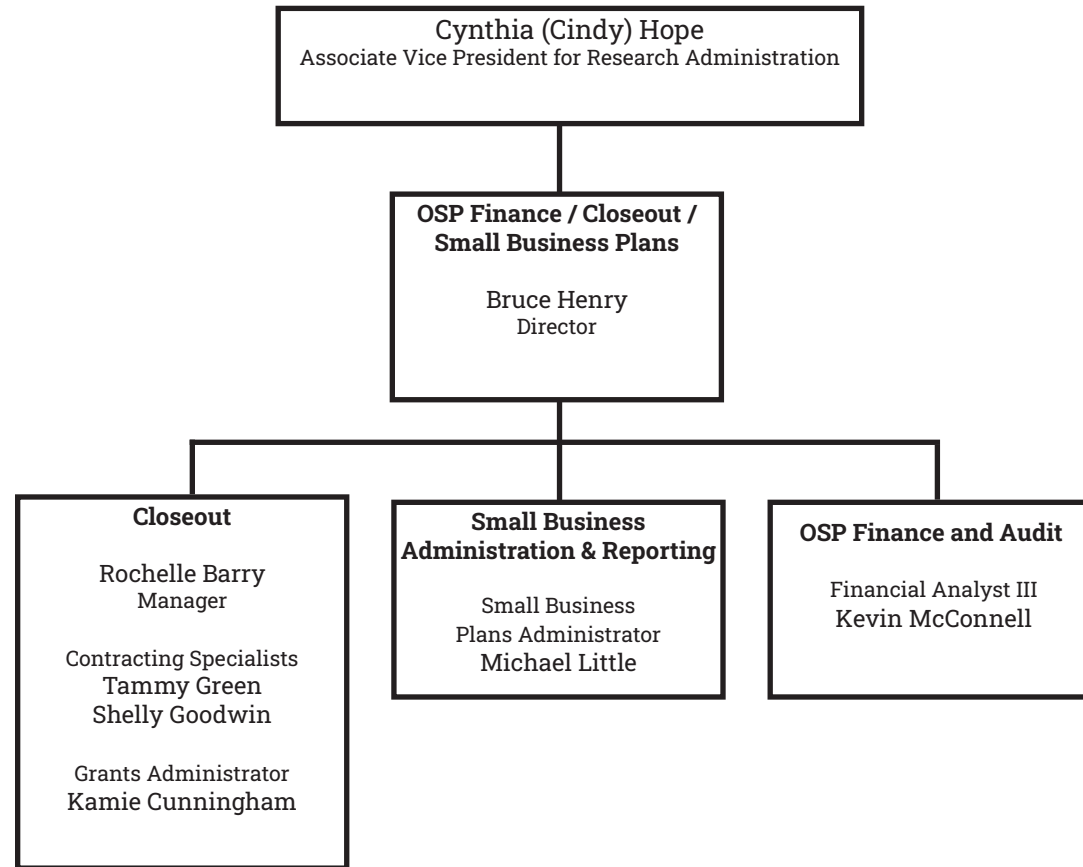 Cynthia (Cindy) Hope
Associate Vice President for Research Administration
OSP Finance / Closeout /
Small Business Plans
Bruce Henry
Director
Closeout
Rochelle Barry
Manager
Contracting Specialists
Tammy Green
Shelly Goodwin
Grants Administrator
Kamie Cunningham
Small Business
Administration & Reporting
Small Business
Plans Administrator
Michael Little
OSP Finance and Audit
Financial Analyst III
Kevin McConnell